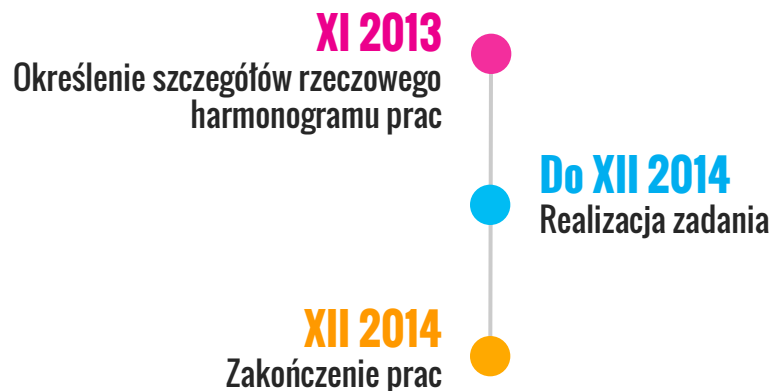 XI 2013
Określenie szczegółów rzeczowego
harmonogramu prac
Do XII 2014
Realizacja zadania
XII 2014
Zakończenie prac